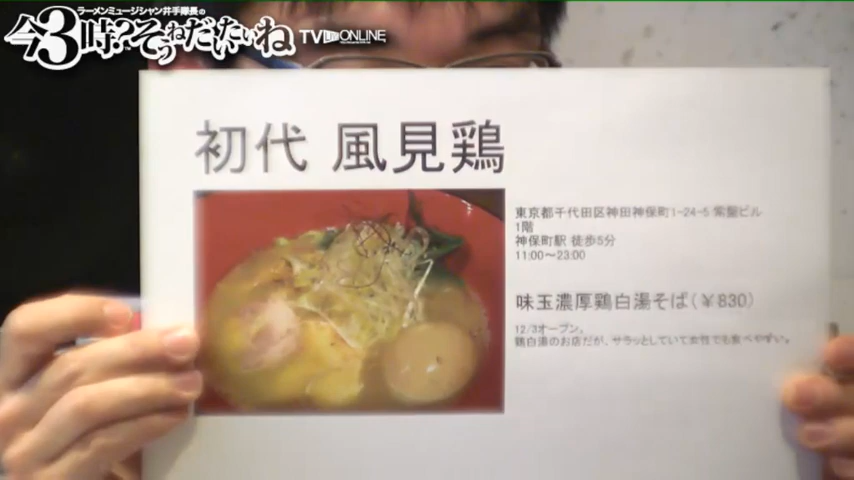 ラーメンミュージシャン井手隊長の
今3時?そうねだいたいね
TV ONLINE
初代 風見鶏
東京都千代田区神田神保町1-24-5 常盤ビル
1階
神保町駅 徒歩5分
11:00~23:00
味玉濃厚鶏白湯そば(¥830)
12/3オープン。
鶏白湯のお店だが、サラッとしていて女性でも食べやすい。